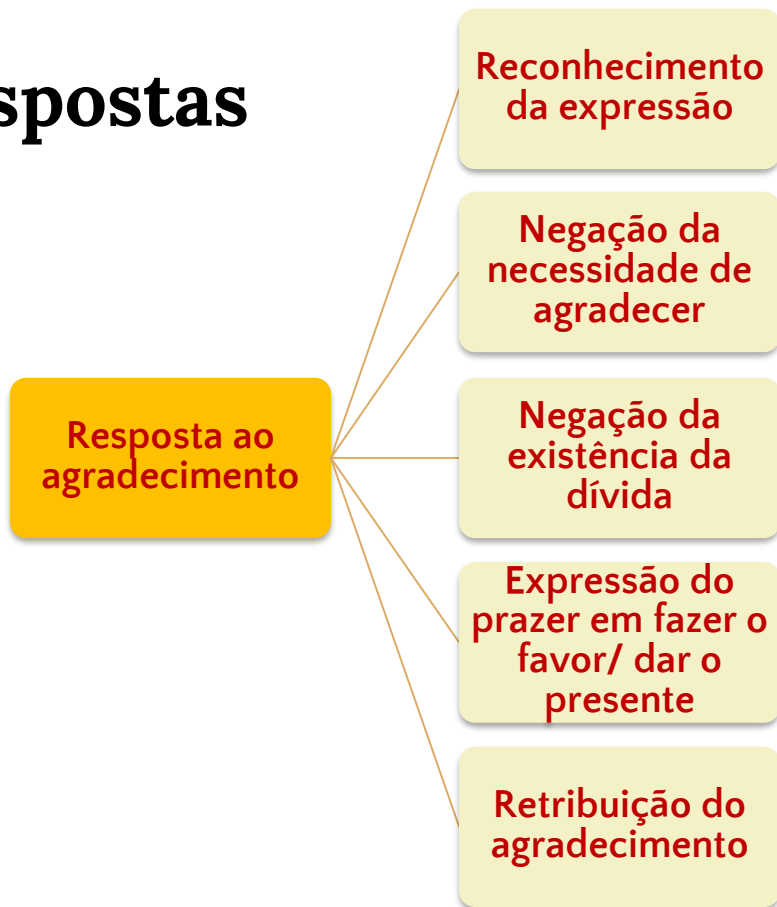 spostas
Reconhecimento
da expressão
Negação da
necessidade de
agradecer
Resposta ao
agradecimento
Negação da
existência da
dívida
Expressão do
prazer em fazer o
favor/ dar o
presente
Retribuição do
agradecimento